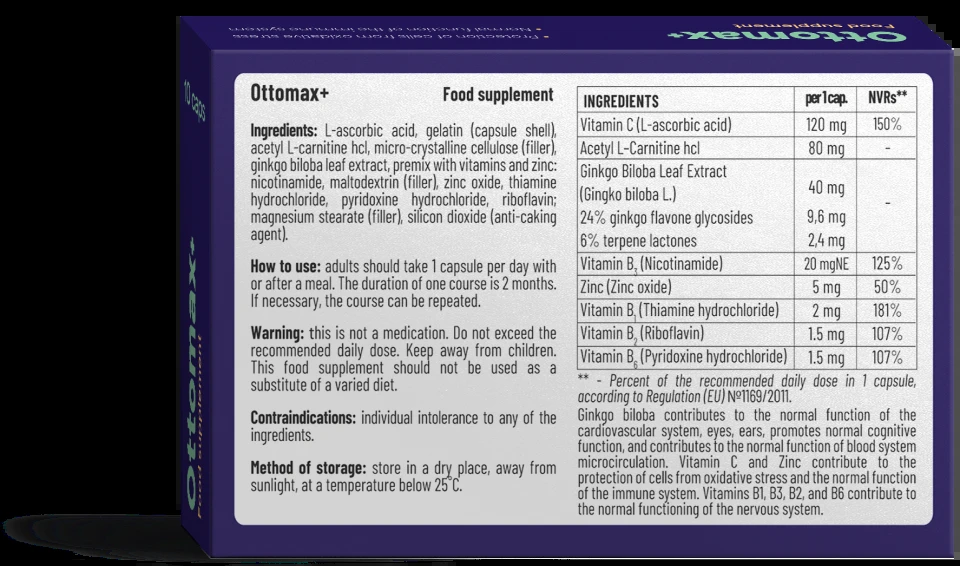 • Protection of cells from oxidative stress
• Normal function of the immune system
Ottomax+
Food supplement
10 caps
Ottomax+
Food supplement
Ottomax+ Food supplement
Ingredients: L-ascorbic acid, gelatin (capsule shell),
acetyl L-carnitine hcl, micro-crystalline cellulose (filler),
ginkgo biloba leaf extract, premix with vitamins and zinc:
nicotinamide, maltodextrin (filler), zinc oxide, thiamine
hydrochloride, pyridoxine hydrochloride, riboflavin;
magnesium stearate (filler), silicon dioxide (anti-caking
agent).
How to use: adults should take 1 capsule per day with
or after a meal. The duration of one course is 2 months.
If necessary, the course can be repeated.
Warning: this is not a medication. Do not exceed the
recommended daily dose. Keep away from children.
This food supplement should not be used as a
substitute of a varied diet.
Contraindications: individual intolerance to any of the
ingredients.
Method of storage: store in a dry place, away from
sunlight, at a temperature below 25°C.
INGREDIENTS per 1 cap. NVRs**
Vitamin C (L-ascorbic acid) 120 mg 150%
Acetyl L-Carnitine hcl 80 mg -
Ginkgo Biloba Leaf Extract
(Gingko biloba L.) 40 mg -
24% ginkgo flavone glycosides 9,6 mg
6% terpene lactones 2,4 mg
Vitamin B₃ (Nicotinamide) 20 mgNE 125%
Zinc (Zinc oxide) 5 mg 50%
Vitamin B₁ (Thiamine hydrochloride) 2 mg 181%
Vitamin B₂ (Riboflavin) 1.5 mg 107%
Vitamin B₆ (Pyridoxine hydrochloride) 1.5 mg 107%
** - Percent of the recommended daily dose in 1 capsule,
according to Regulation (EU) №1169/2011.
Ginkgo biloba contributes to the normal function of the
cardiovascular system, eyes, ears, promotes normal cognitive
function, and contributes to the normal function of blood system
microcirculation. Vitamin C and Zinc contribute to the
protection of cells from oxidative stress and the normal function
of the immune system. Vitamins B1, B3, B2, and B6 contribute to
the normal functioning of the nervous system.